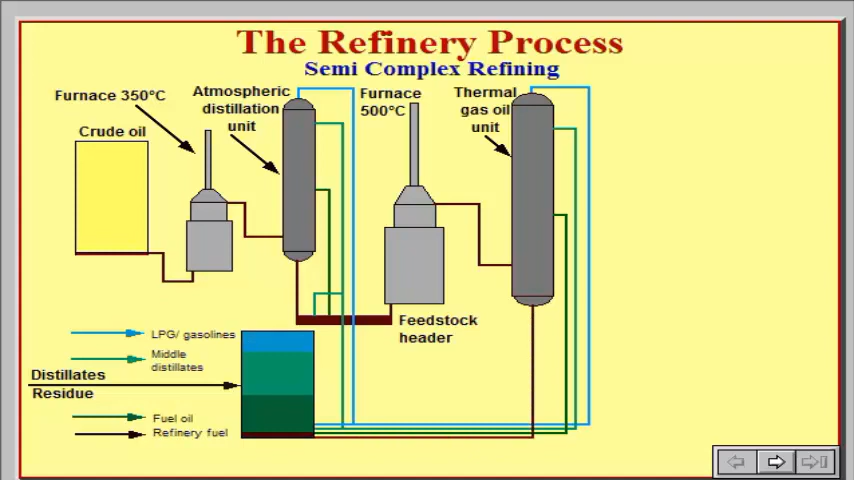 The Refinery Process
Semi Complex Refining
Furnace 350°C
Atmospheric
distillation
unit
Furnace
500°C
Thermal
gas oil
unit
Crude oil
Feedstock
header
LPG/ gasolines
Middle
distillates
Distillates
Residue
Fuel oil
Refinery fuel